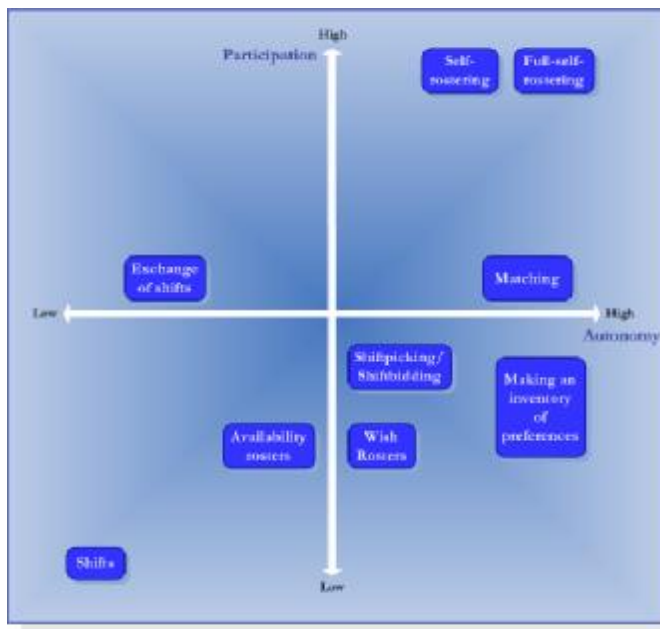 High
Participation
Self-
rostering
Full-self-
rostering
Exchange
of shifts
Matching
Low
High
Autonomy
Shiftpicking/
Shiftbidding
Making an
inventory
of
preferences
Availability
rosters
Wish
Rosters
Shifts
Low